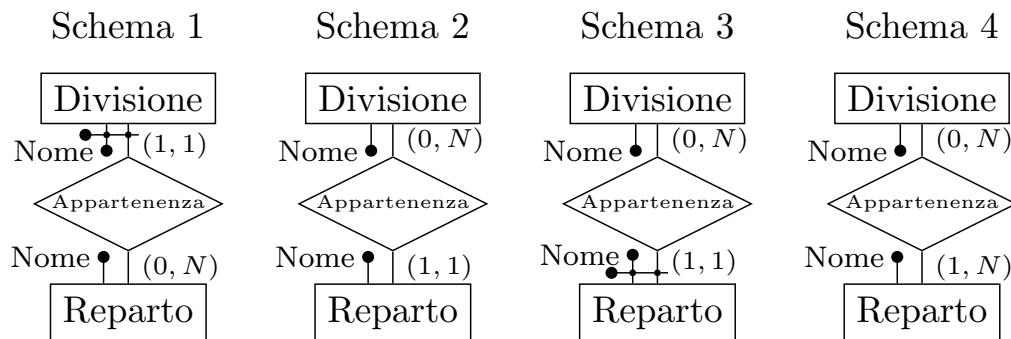 Schema 1
Divisione
Nome
(1, 1)
Appartenenza
Nome
(0, N)
Reparto
Schema 2
Divisione
Nome
(0, N)
Appartenenza
Nome
(1, 1)
Reparto
Schema 3
Divisione
Nome
(0, N)
Appartenenza
Nome
(1, 1)
Reparto
Schema 4
Divisione
Nome
(0, N)
Appartenenza
Nome
(1, N)
Reparto